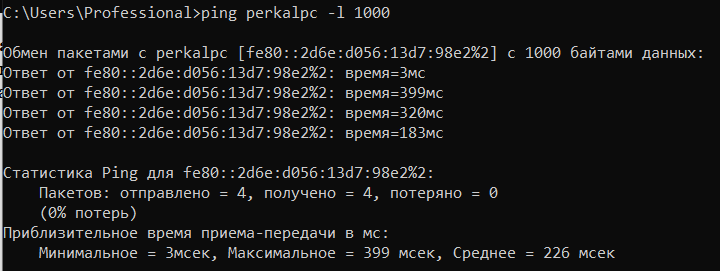 C:\Users\Professional>ping perkalpc -l 1000
Обмен пакетами с perkalpc [fe80::2d6e:d056:13d7:98e2%2] с 1000 байтами данных:
Ответ от fe80::2d6e:d056:13d7:98e2%2: время=3мс
Ответ от fe80::2d6e:d056:13d7:98e2%2: время=399мс
Ответ от fe80::2d6e:d056:13d7:98e2%2: время=320мс
Ответ от fe80::2d6e:d056:13d7:98e2%2: время=183мс
Статистика Ping для fe80::2d6e:d056:13d7:98e2%2:
    Пакетов: отправлено = 4, получено = 4, потеряно = 0
    (0% потерь)
Приблизительное время приема-передачи в мс:
    Минимальное = 3мсек, Максимальное = 399 мсек, Среднее = 226 мсек